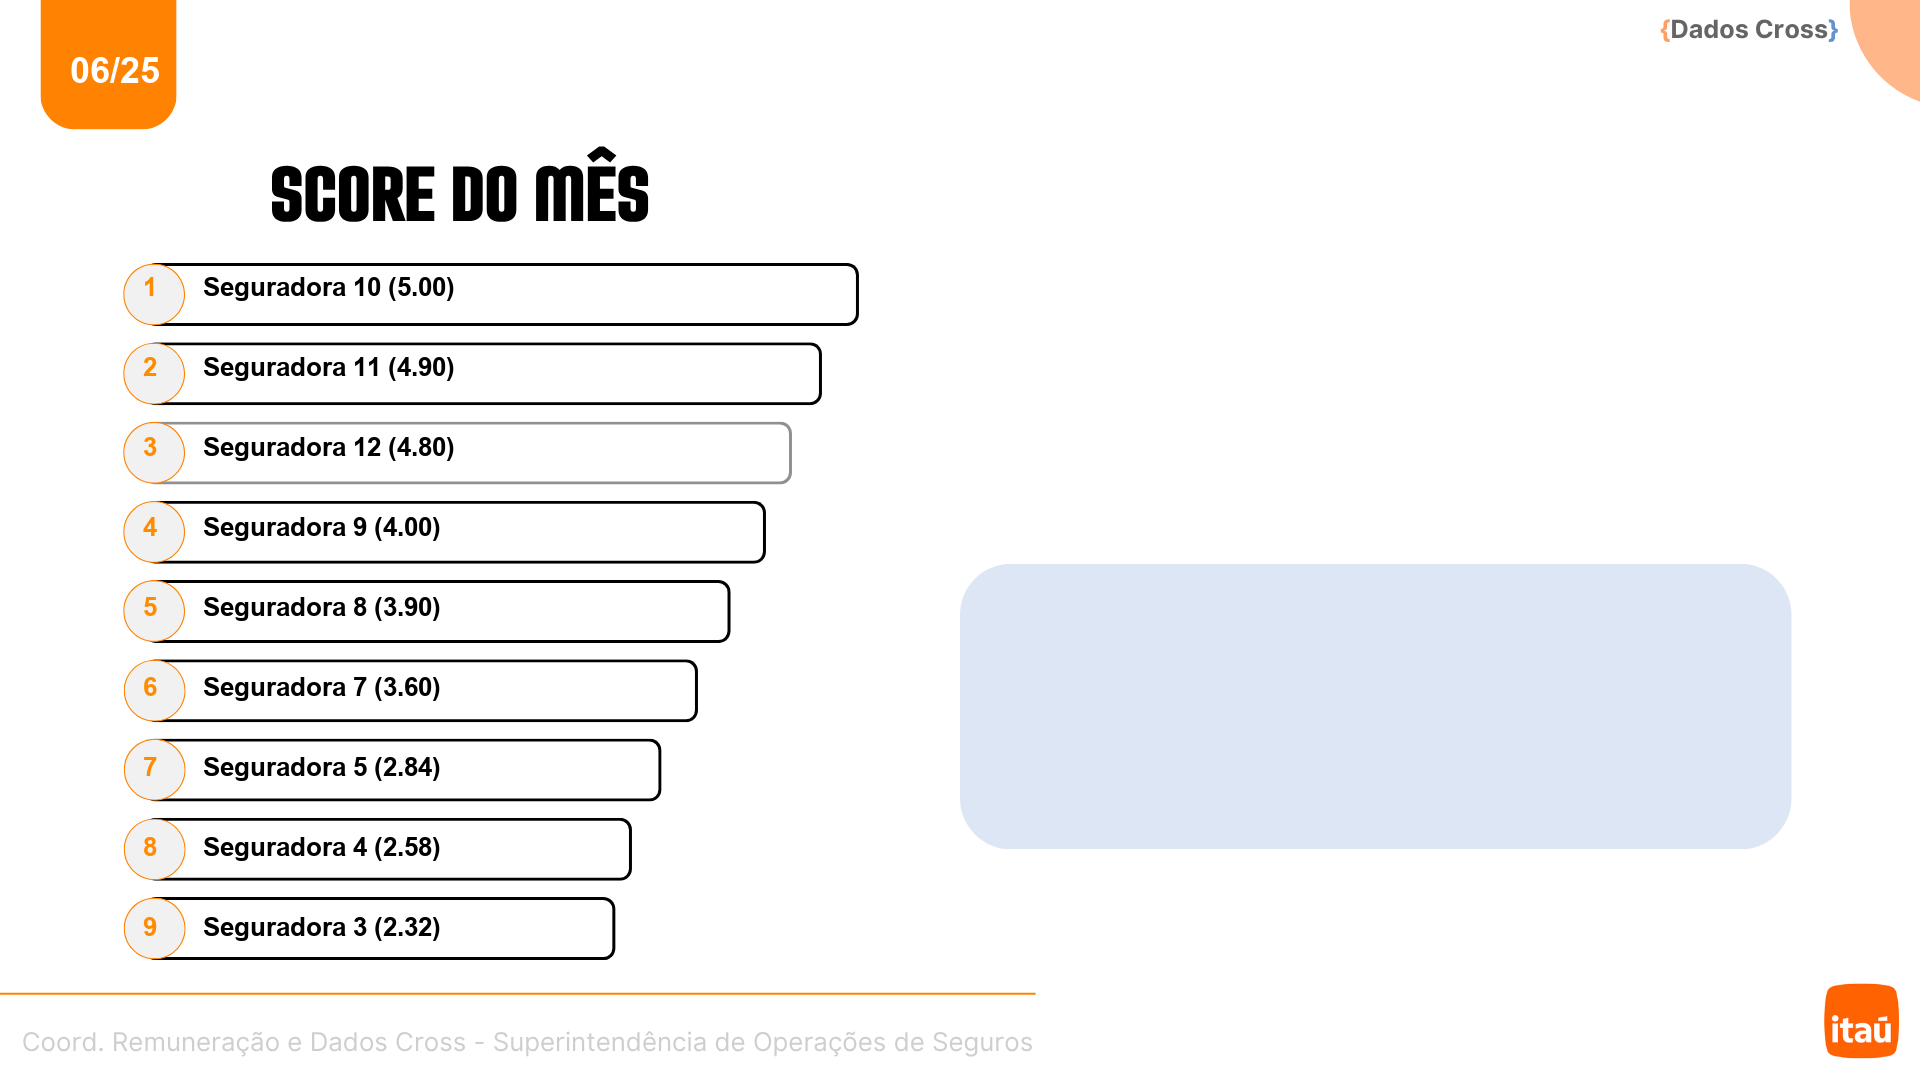 06/25
{Dados Cross}
SCORE DO MÊS
1 Seguradora 10 (5.00)
2 Seguradora 11 (4.90)
3 Seguradora 12 (4.80)
4 Seguradora 9 (4.00)
5 Seguradora 8 (3.90)
6 Seguradora 7 (3.60)
7 Seguradora 5 (2.84)
8 Seguradora 4 (2.58)
9 Seguradora 3 (2.32)
Coord. Remuneração e Dados Cross - Superintendência de Operações de Seguros
itaú